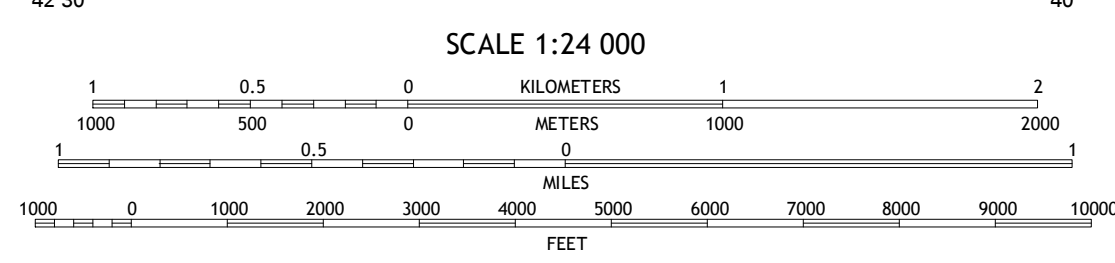 42'30" 40'
SCALE 1:24 000
1 0.5 0 KILOMETERS 1 2
1000 500 0 METERS 1000 2000
1 0.5 0 1
MILES
1000 0 1000 2000 3000 4000 5000 6000 7000 8000 9000 10000
FEET